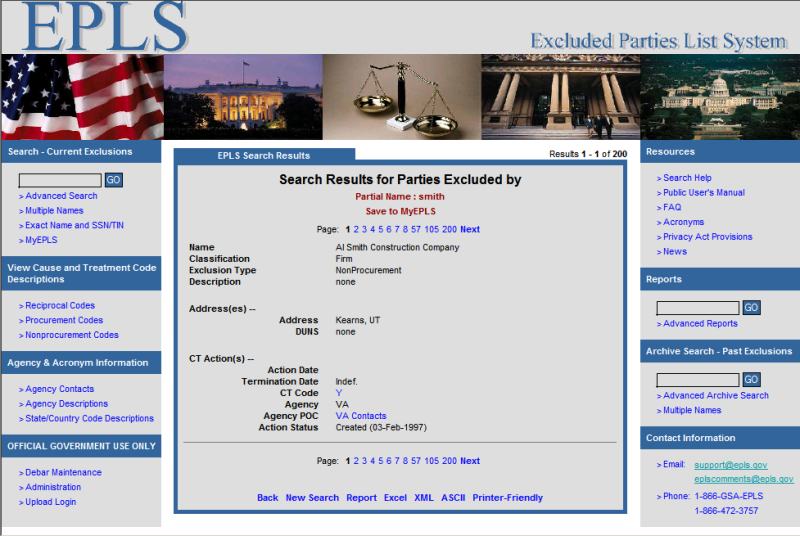 EPLS
Excluded Parties List System
Search - Current Exclusions
GO
> Advanced Search
> Multiple Names
> Exact Name and SSN/TIN
> MyEPLS
View Cause and Treatment Code
Descriptions
> Reciprocal Codes
> Procurement Codes
> Nonprocurement Codes
Agency & Acronym Information
> Agency Contacts
> Agency Descriptions
> State/Country Code Descriptions
OFFICIAL GOVERNMENT USE ONLY
> Debar Maintenance
> Administration
> Upload Login
EPLS Search Results
Results 1 - 1 of 200
Search Results for Parties Excluded by
Partial Name : smith
Save to MyEPLS
Page: 1 2 3 4 5 6 7 8 57 105 200 Next
Name Al Smith Construction Company
Classification Firm
Exclusion Type NonProcurement
Description none
Address(es) --
Address Kearns, UT
DUNS none
CT Action(s) --
Action Date
Termination Date Indef.
CT Code Y
Agency VA
Agency POC VA Contacts
Action Status Created (03-Feb-1997)
Page: 1 2 3 4 5 6 7 8 57 105 200 Next
Back New Search Report Excel XML ASCII Printer-Friendly
Resources
> Search Help
> Public User's Manual
> FAQ
> Acronyms
> Privacy Act Provisions
> News
Reports
GO
> Advanced Reports
Archive Search - Past Exclusions
GO
> Advanced Archive Search
> Multiple Names
Contact Information
> Email: support@epls.gov
eplscomments@epls.gov
> Phone: 1-866-GSA-EPLS
1-866-472-3757